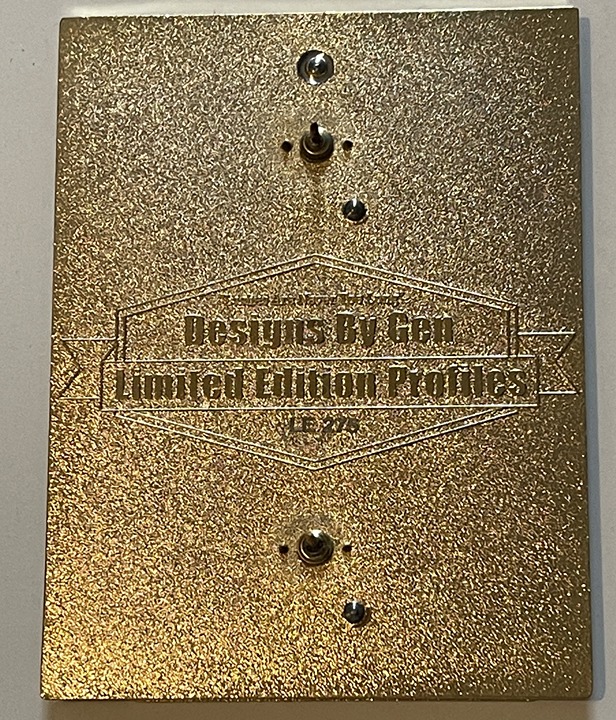 Designs By Gen
Limited Edition Profiles
LE 275